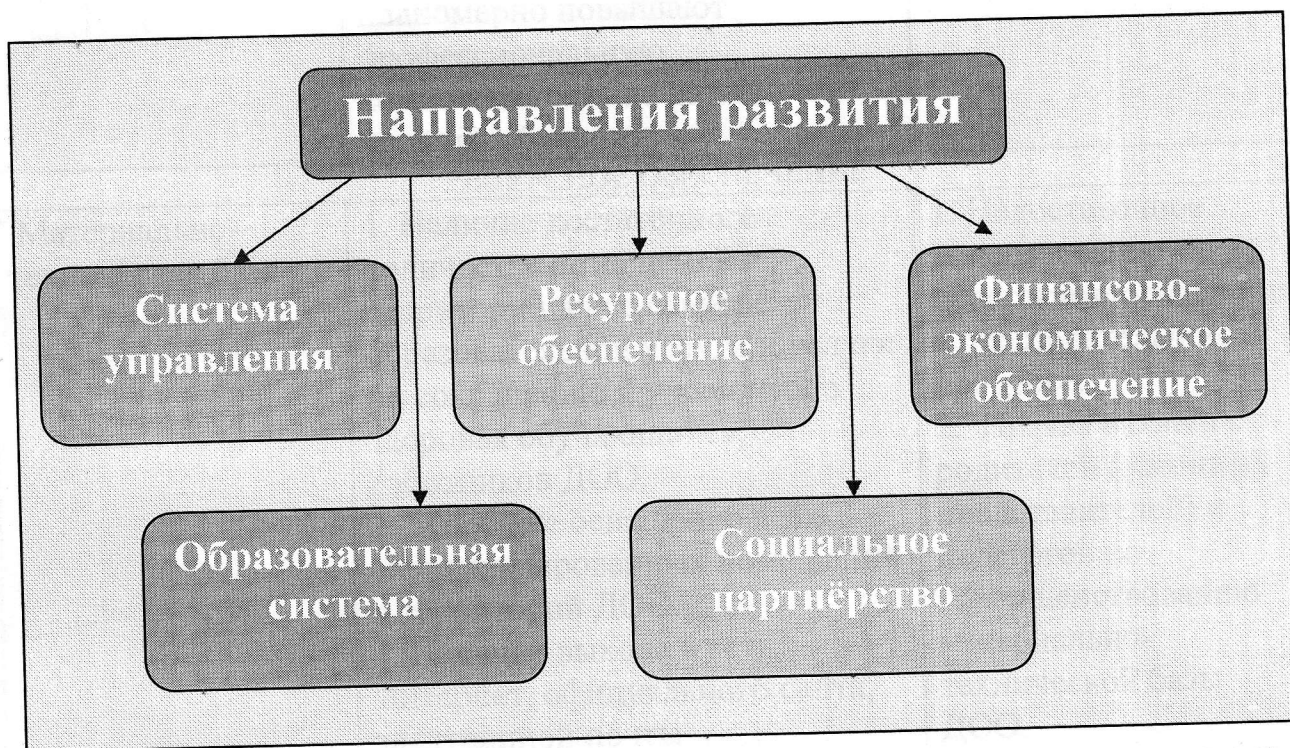 Направления развития
Система
управления
Ресурсное
обеспечение
Финансово-
экономическое
обеспечение
Образовательная
система
Социальное
партнёрство